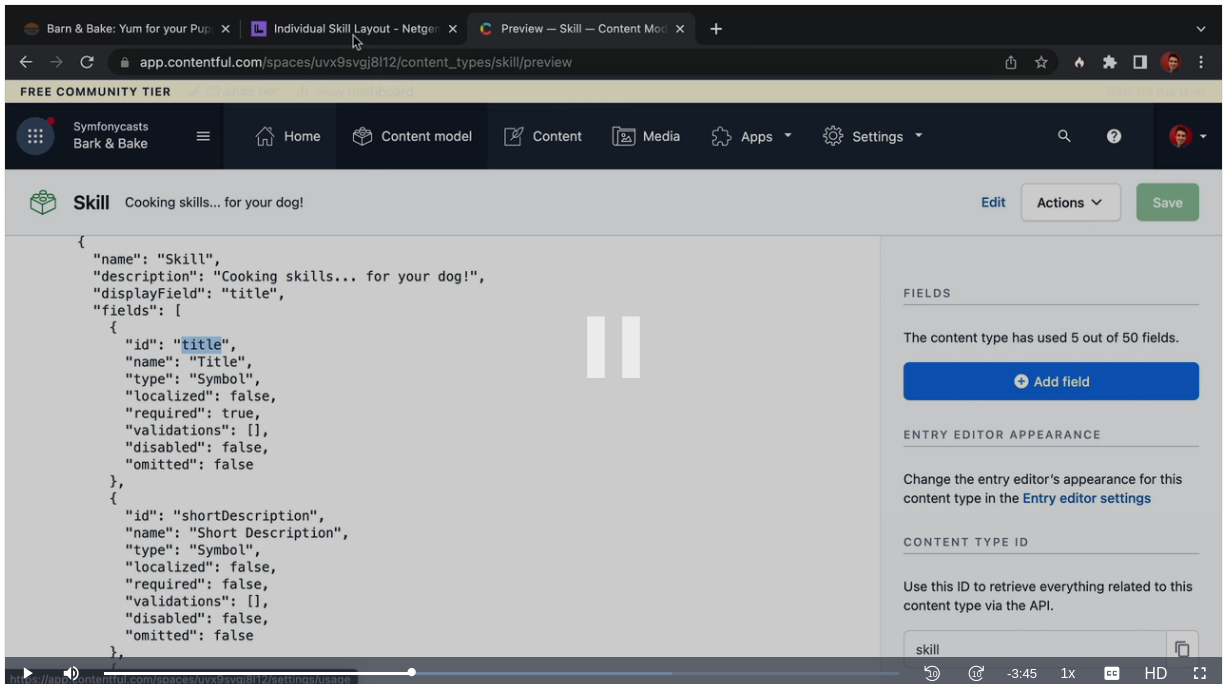 Barn & Bake: Yum for your Pup
Individual Skill Layout - Netgen
Preview — Skill — Content Mod
app.contentful.com/spaces/uvx9svgj8l12/content_types/skill/preview
FREE COMMUNITY TIER
Symfonycasts
Bark & Bake
Home
Content model
Content
Media
Apps
Settings
Skill
Cooking skills... for your dog!
Edit
Actions
Save
{
"name": "Skill",
"description": "Cooking skills... for your dog!",
"displayField": "title",
"fields": [
{
"id": "title",
"name": "Title",
"type": "Symbol",
"localized": false,
"required": true,
"validations": [],
"disabled": false,
"omitted": false
},
{
"id": "shortDescription",
"name": "Short Description",
"type": "Symbol",
"localized": false,
"required": false,
"validations": [],
"disabled": false,
"omitted": false
},
FIELDS
The content type has used 5 out of 50 fields.
Add field
ENTRY EDITOR APPEARANCE
Change the entry editor's appearance for this
content type in the Entry editor settings
CONTENT TYPE ID
Use this ID to retrieve everything related to this
content type via the API.
skill
https://app.contentful.com/spaces/uvx9svgj8l12/settings/usage
10
10
-3:45
1x
CC
HD